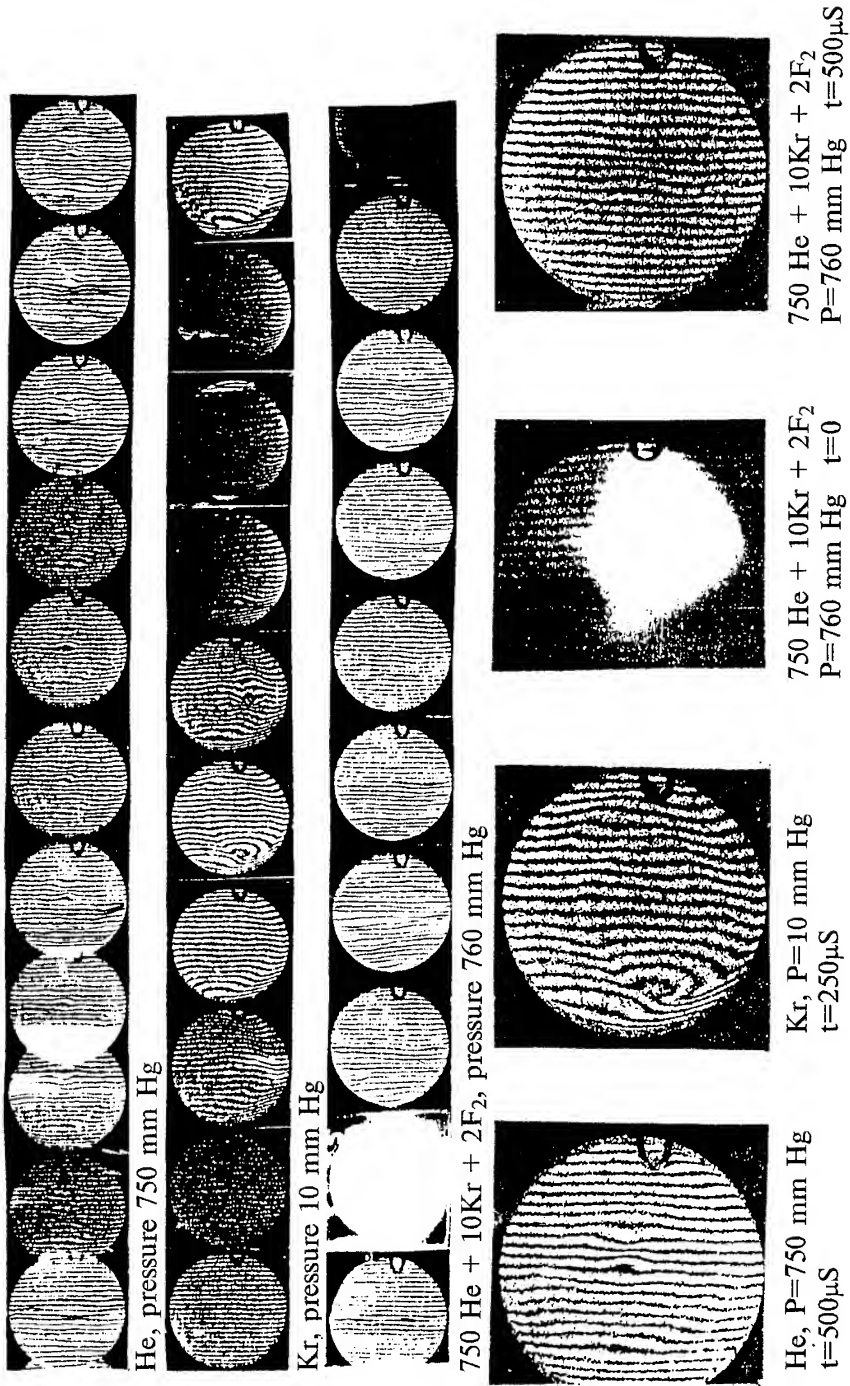 He, pressure 750 mm Hg
Kr, pressure 10 mm Hg
750 He + 10Kr + 2F₂, pressure 760 mm Hg
He, P=750 mm Hg
t=500μS
Kr, P=10 mm Hg
t=250μS
750 He + 10Kr + 2F₂
P=760 mm Hg t=0
750 He + 10Kr + 2F₂
P=760 mm Hg t=500μS